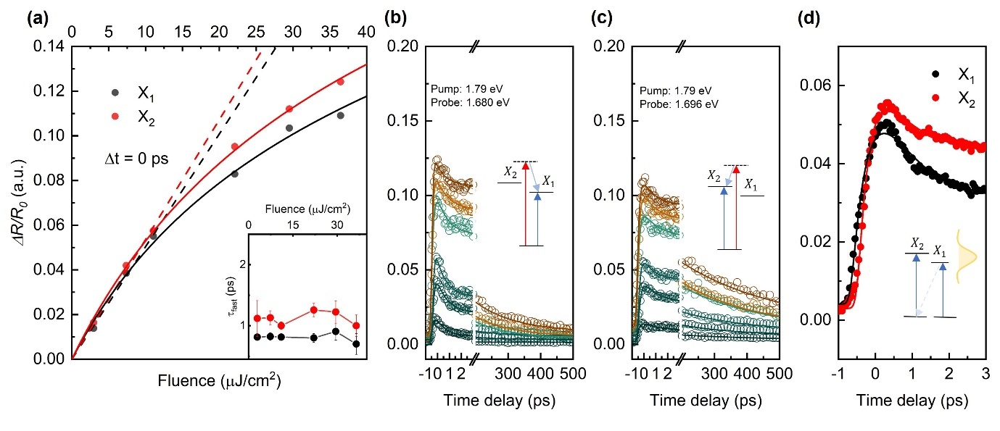 (a)
0 5 10 15 20 25 30 35 40
0.14
0.12
0.10
0.08
0.06
0.04
0.02
0.00
ΔR/R0 (a.u.)
X1
X2
Δt = 0 ps
Fluence (μJ/cm2)
0 15 30
2
1
τfast (ps)
Fluence (μJ/cm2)
(b)
0.20
0.15
0.10
0.05
0.00
Pump: 1.79 eV
Probe: 1.680 eV
X2
X1
-1 0 1 2 300 400 500
Time delay (ps)
(c)
0.20
0.15
0.10
0.05
0.00
Pump: 1.79 eV
Probe: 1.696 eV
X2
X1
-1 0 1 2 300 400 500
Time delay (ps)
(d)
0.06
0.04
0.02
0.00
X1
X2
X2
X1
-1 0 1 2 3
Time delay (ps)